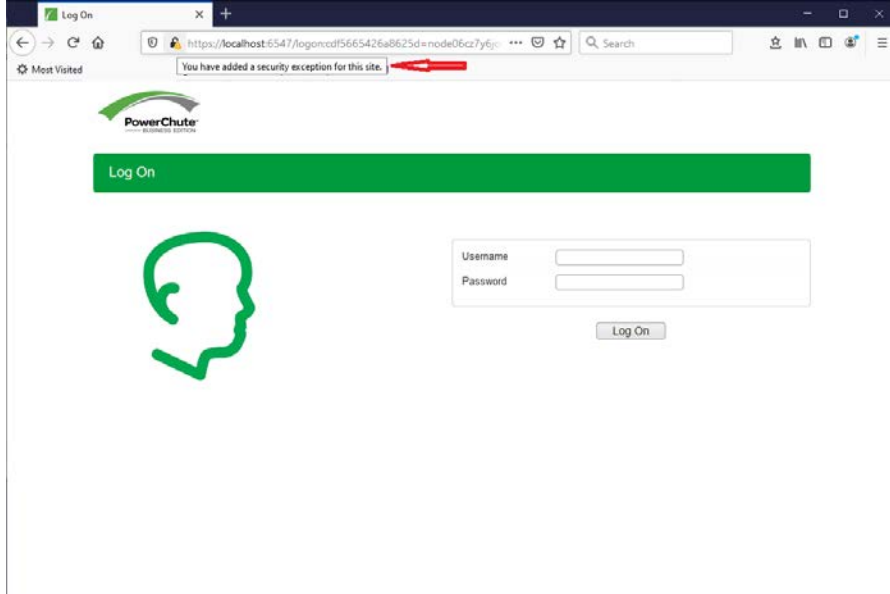 Log On
https://localhost:6547/logon:cdf5665426a8625d=node06cz7y6jc
Search
Most Visited
You have added a security exception for this site.
PowerChute
BUSINESS EDITION
Log On
Username
Password
Log On